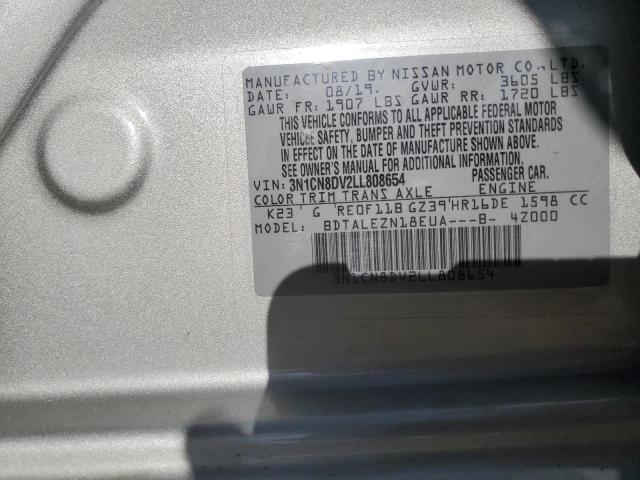 MANUFACTURED BY NISSAN MOTOR CO., LTD.
DATE: 08/19. GVWR: 3605 LBS
GAWR FR: 1907 LBS GAWR RR: 1720 LBS
THIS VEHICLE CONFORMS TO ALL APPLICABLE FEDERAL MOTOR
VEHICLE SAFETY, BUMPER AND THEFT PREVENTION STANDARDS
IN EFFECT ON THE DATE OF MANUFACTURE SHOWN ABOVE.
SEE OWNER'S MANUAL FOR ADDITIONAL INFORMATION.
VIN: 3N1CN8DV2LL808654 PASSENGER CAR.
COLOR TRIM TRANS AXLE ENGINE
K23 G RE0F11B GZ39 HR16DE 1598 CC
MODEL: BDTALEZN18EUA---B- 4Z000
3N1CN8DV2LL808654